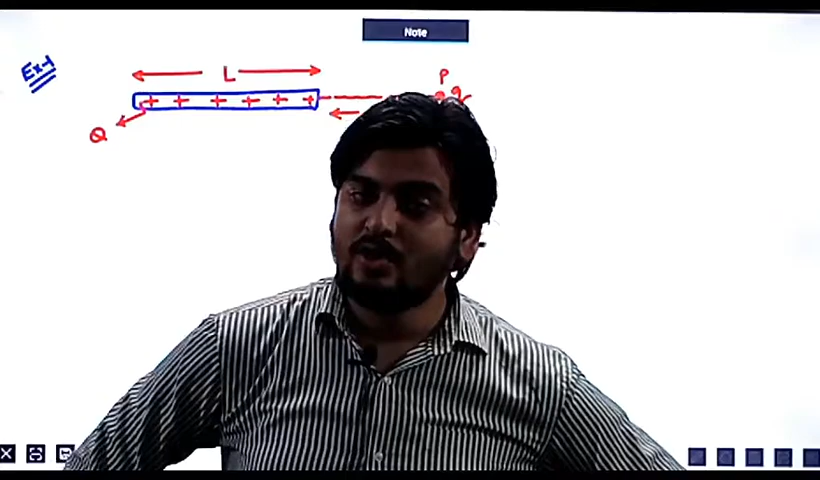 Note
Ex-1
L
P
+ + + + + + q
Q